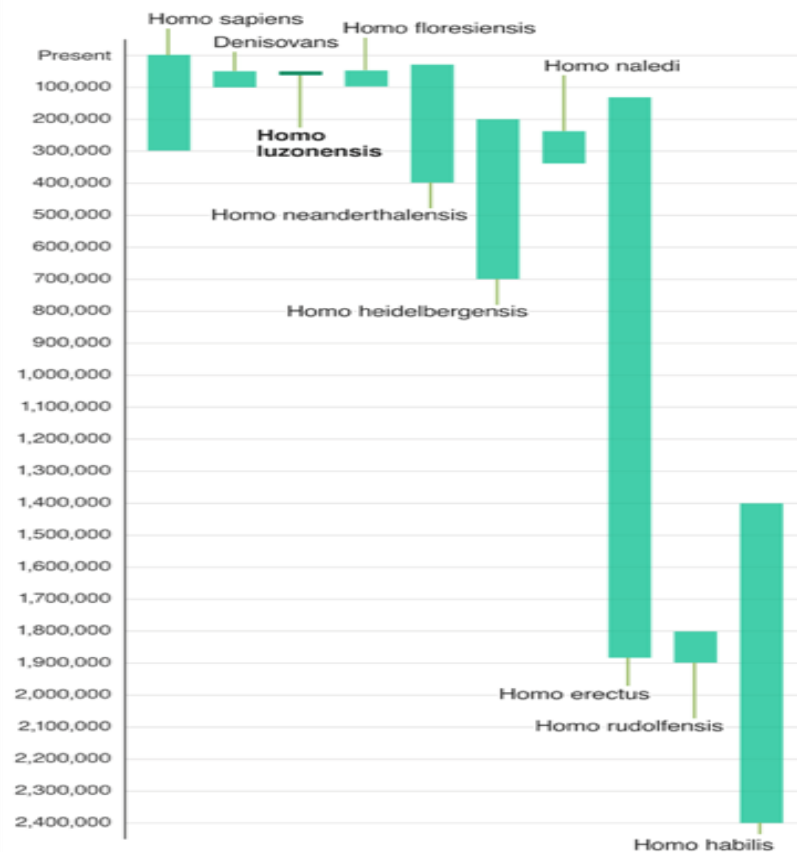 Homo sapiens
Denisovans
Homo floresiensis
Present
Homo naledi
100,000
200,000
Homo
luzonensis
300,000
400,000
500,000
Homo neanderthalensis
600,000
700,000
800,000
Homo heidelbergensis
900,000
1,000,000
1,100,000
1,200,000
1,300,000
1,400,000
1,500,000
1,600,000
1,700,000
1,800,000
1,900,000
2,000,000
Homo erectus
2,100,000
Homo rudolfensis
2,200,000
2,300,000
2,400,000
Homo habilis